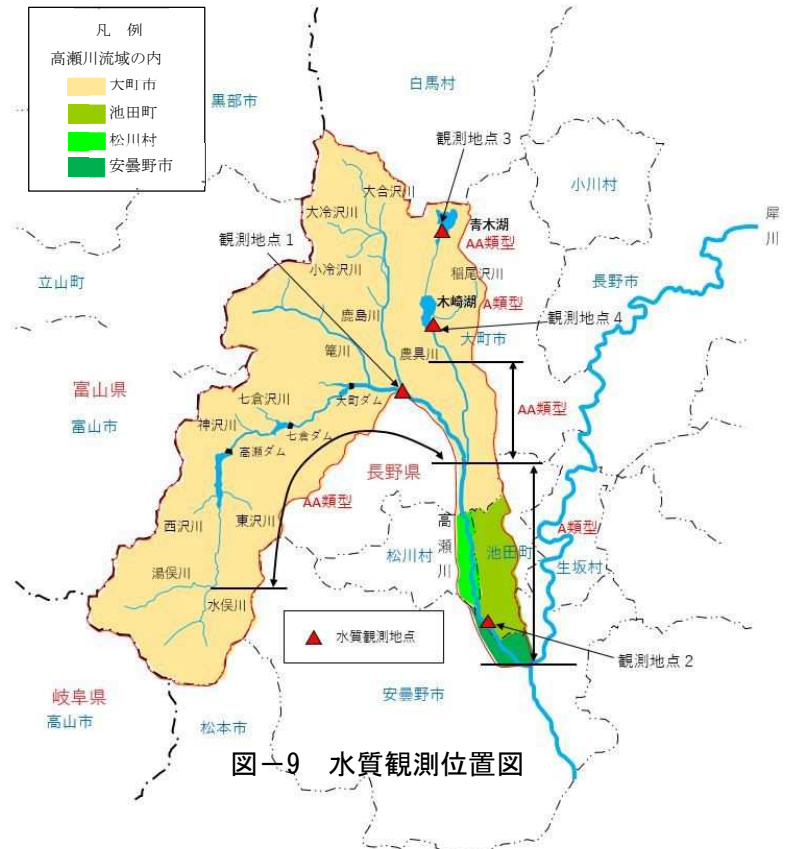 凡 例
高瀬川流域の内
大町市
池田町
松川村
安曇野市
白馬村
黒部市
観測地点3
小川村
大合沢川
大冷沢川
青木湖
AA類型
犀川
観測地点1
稲尾沢川
長野市
立山町
小冷沢川
木崎湖
A類型
鹿島川
観測地点4
大町市
篭川
農具川
富山県
七倉沢川
大町ダム
AA類型
富山市
神沢川
七倉ダム
高瀬ダム
長野県
AA類型
西沢川
東沢川
高瀬川
A類型
松川村
池田町
生坂村
湯俣川
水俣川
水質観測地点
観測地点2
岐阜県
安曇野市
高山市
松本市
図－9 水質観測位置図